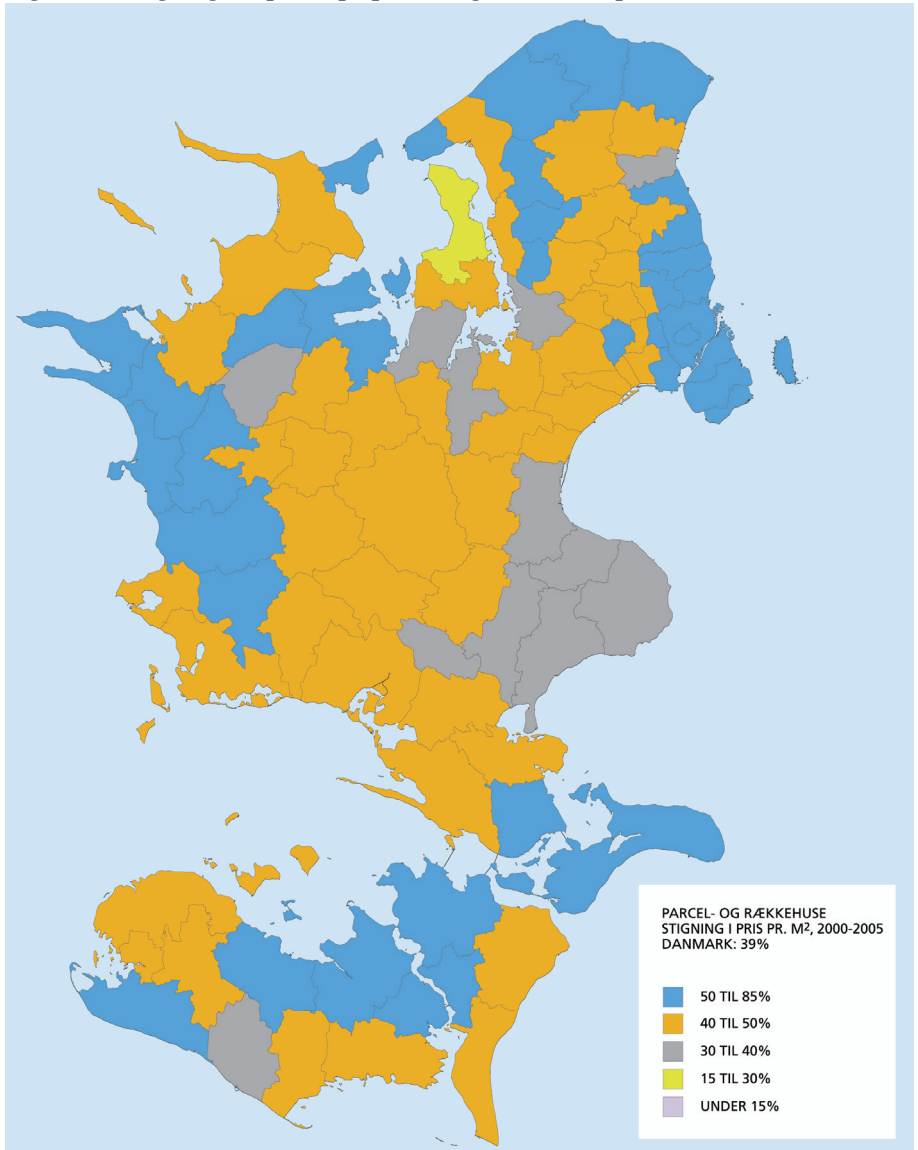 PARCEL- OG RÆKKEHUSE
STIGNING I PRIS PR. M², 2000-2005
DANMARK: 39%
50 TIL 85%
40 TIL 50%
30 TIL 40%
15 TIL 30%
UNDER 15%